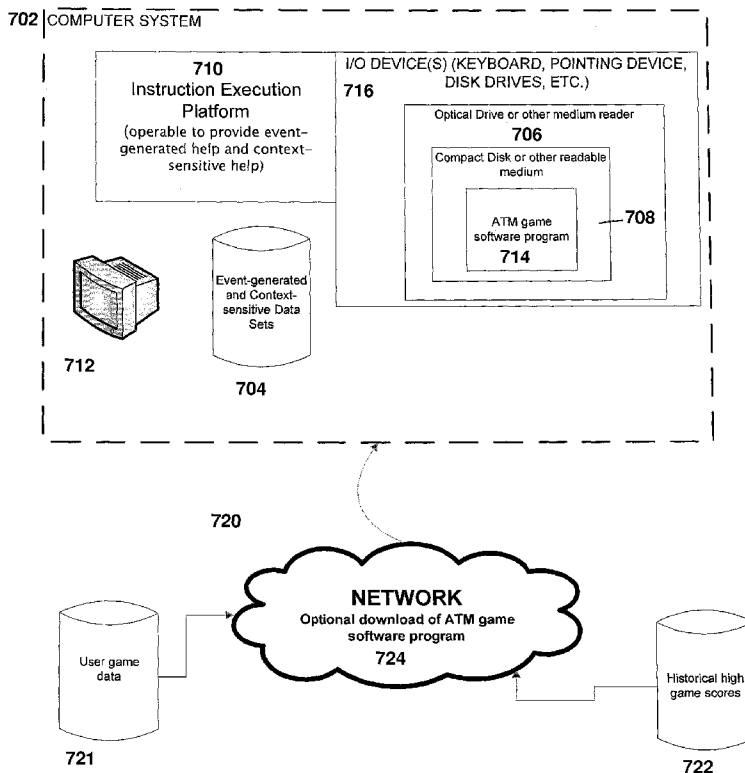 702 COMPUTER SYSTEM
710
Instruction Execution
Platform
(operable to provide event-
generated help and context-
sensitive help)
I/O DEVICE(S) (KEYBOARD, POINTING DEVICE,
DISK DRIVES, ETC.)
716
Optical Drive or other medium reader
706
Compact Disk or other readable
medium
708
ATM game
software program
714
Event-generated
and Context-
sensitive Data
Sets
712
704
720
NETWORK
Optional download of ATM game
software program
724
User game
data
721
Historical high
game scores
722